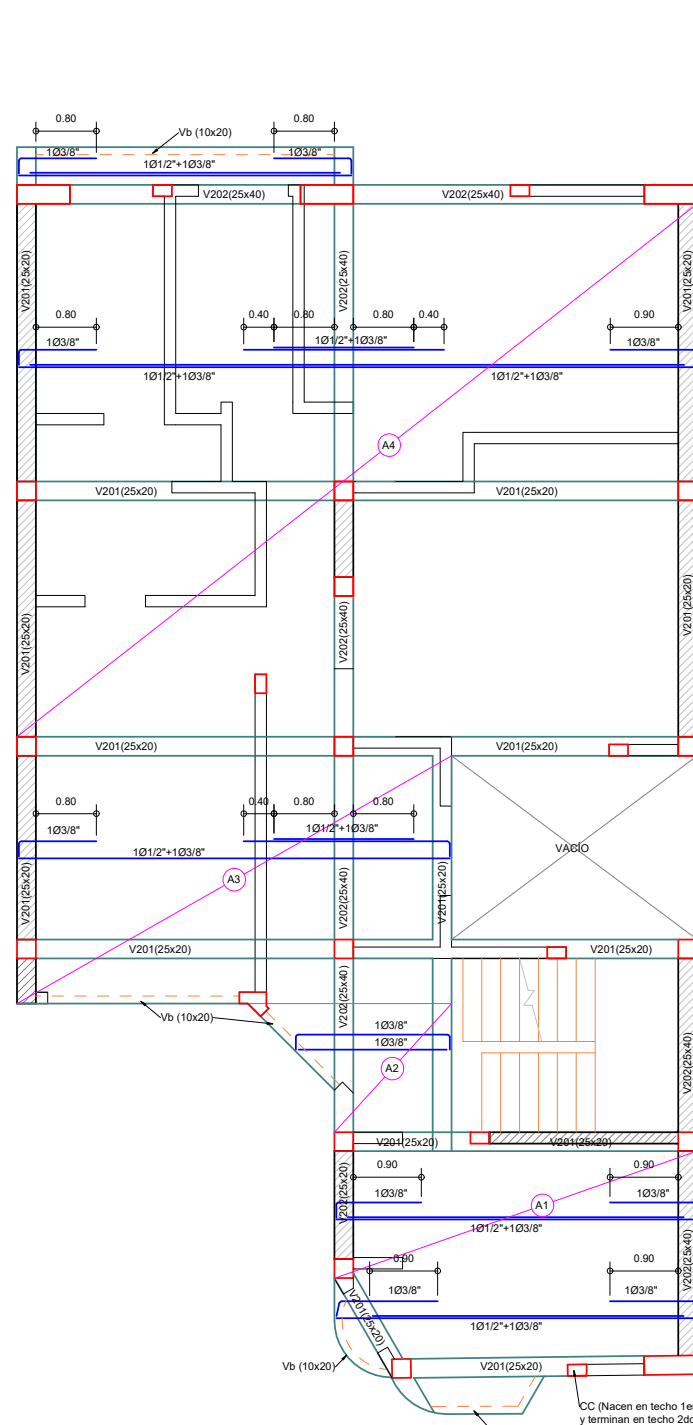 0.80
0.80
Vb (10x20)
1Ø3/8"
1Ø3/8"
1Ø1/2"+1Ø3/8"
V202(25x40)
V202(25x40)
V201(25x20)
V202(25x40)
V201(25x20)
0.80
0.40
0.80
0.80
0.40
0.90
1Ø3/8"
1Ø1/2"+1Ø3/8"
1Ø3/8"
1Ø1/2"+1Ø3/8"
1Ø1/2"+1Ø3/8"
A4
V201(25x20)
V201(25x20)
V201(25x20)
V202(25x40)
V201(25x20)
V201(25x20)
V201(25x20)
0.80
0.40
0.80
0.80
1Ø3/8"
1Ø1/2"+1Ø3/8"
1Ø1/2"+1Ø3/8"
VACÍO
A3
V201(25x20)
V202(25x40)
V201(25x20)
V201(25x20)
V201(25x20)
V202(25x40)
Vb (10x20)
1Ø3/8"
1Ø3/8"
A2
V202(25x40)
V201(25x20)
V201(25x20)
0.90
0.90
V202(25x20)
1Ø3/8"
1Ø3/8"
A1
1Ø1/2"+1Ø3/8"
0.90
0.90
V202(25x40)
1Ø3/8"
1Ø3/8"
V201(25x20)
1Ø1/2"+1Ø3/8"
Vb (10x20)
V201(25x20)
CC (Nacen en techo 1e
y terminan en techo 2do